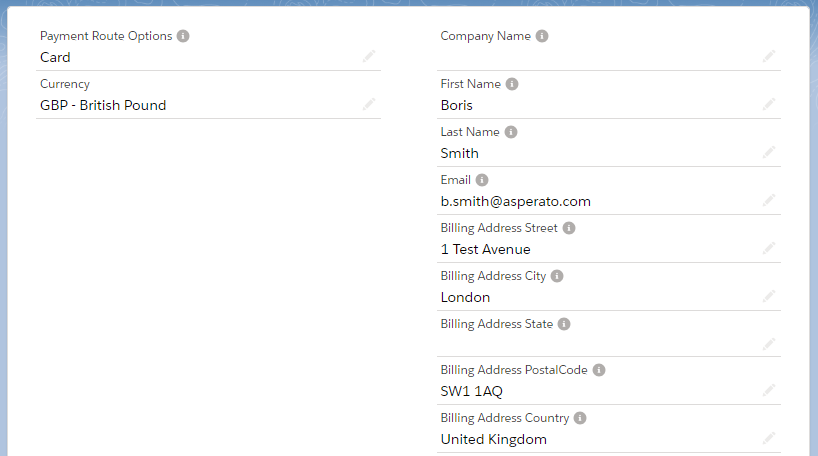 Payment Route Options
Card
Currency
GBP - British Pound
Company Name
First Name
Boris
Last Name
Smith
Email
b.smith@asperato.com
Billing Address Street
1 Test Avenue
Billing Address City
London
Billing Address State
Billing Address PostalCode
SW1 1AQ
Billing Address Country
United Kingdom